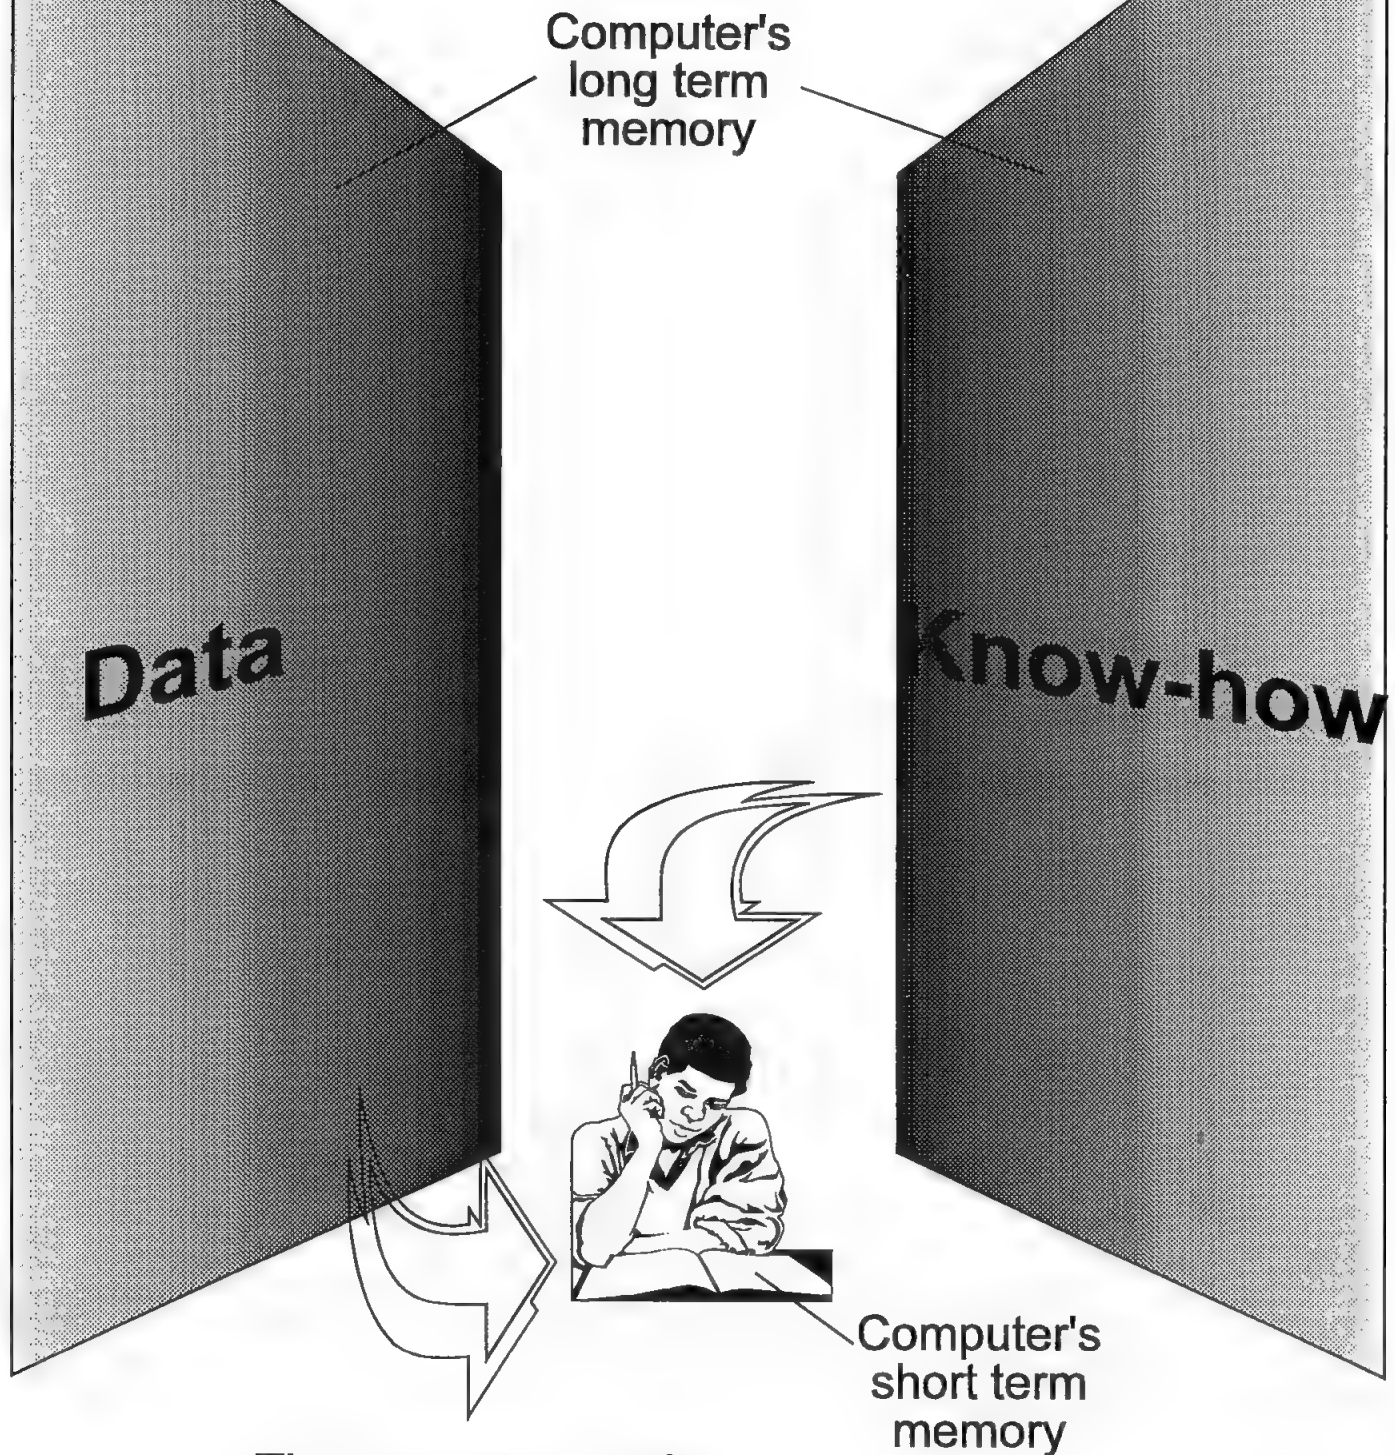 Computer's
long term
memory
Data
Know-how
Computer's
short term
memory